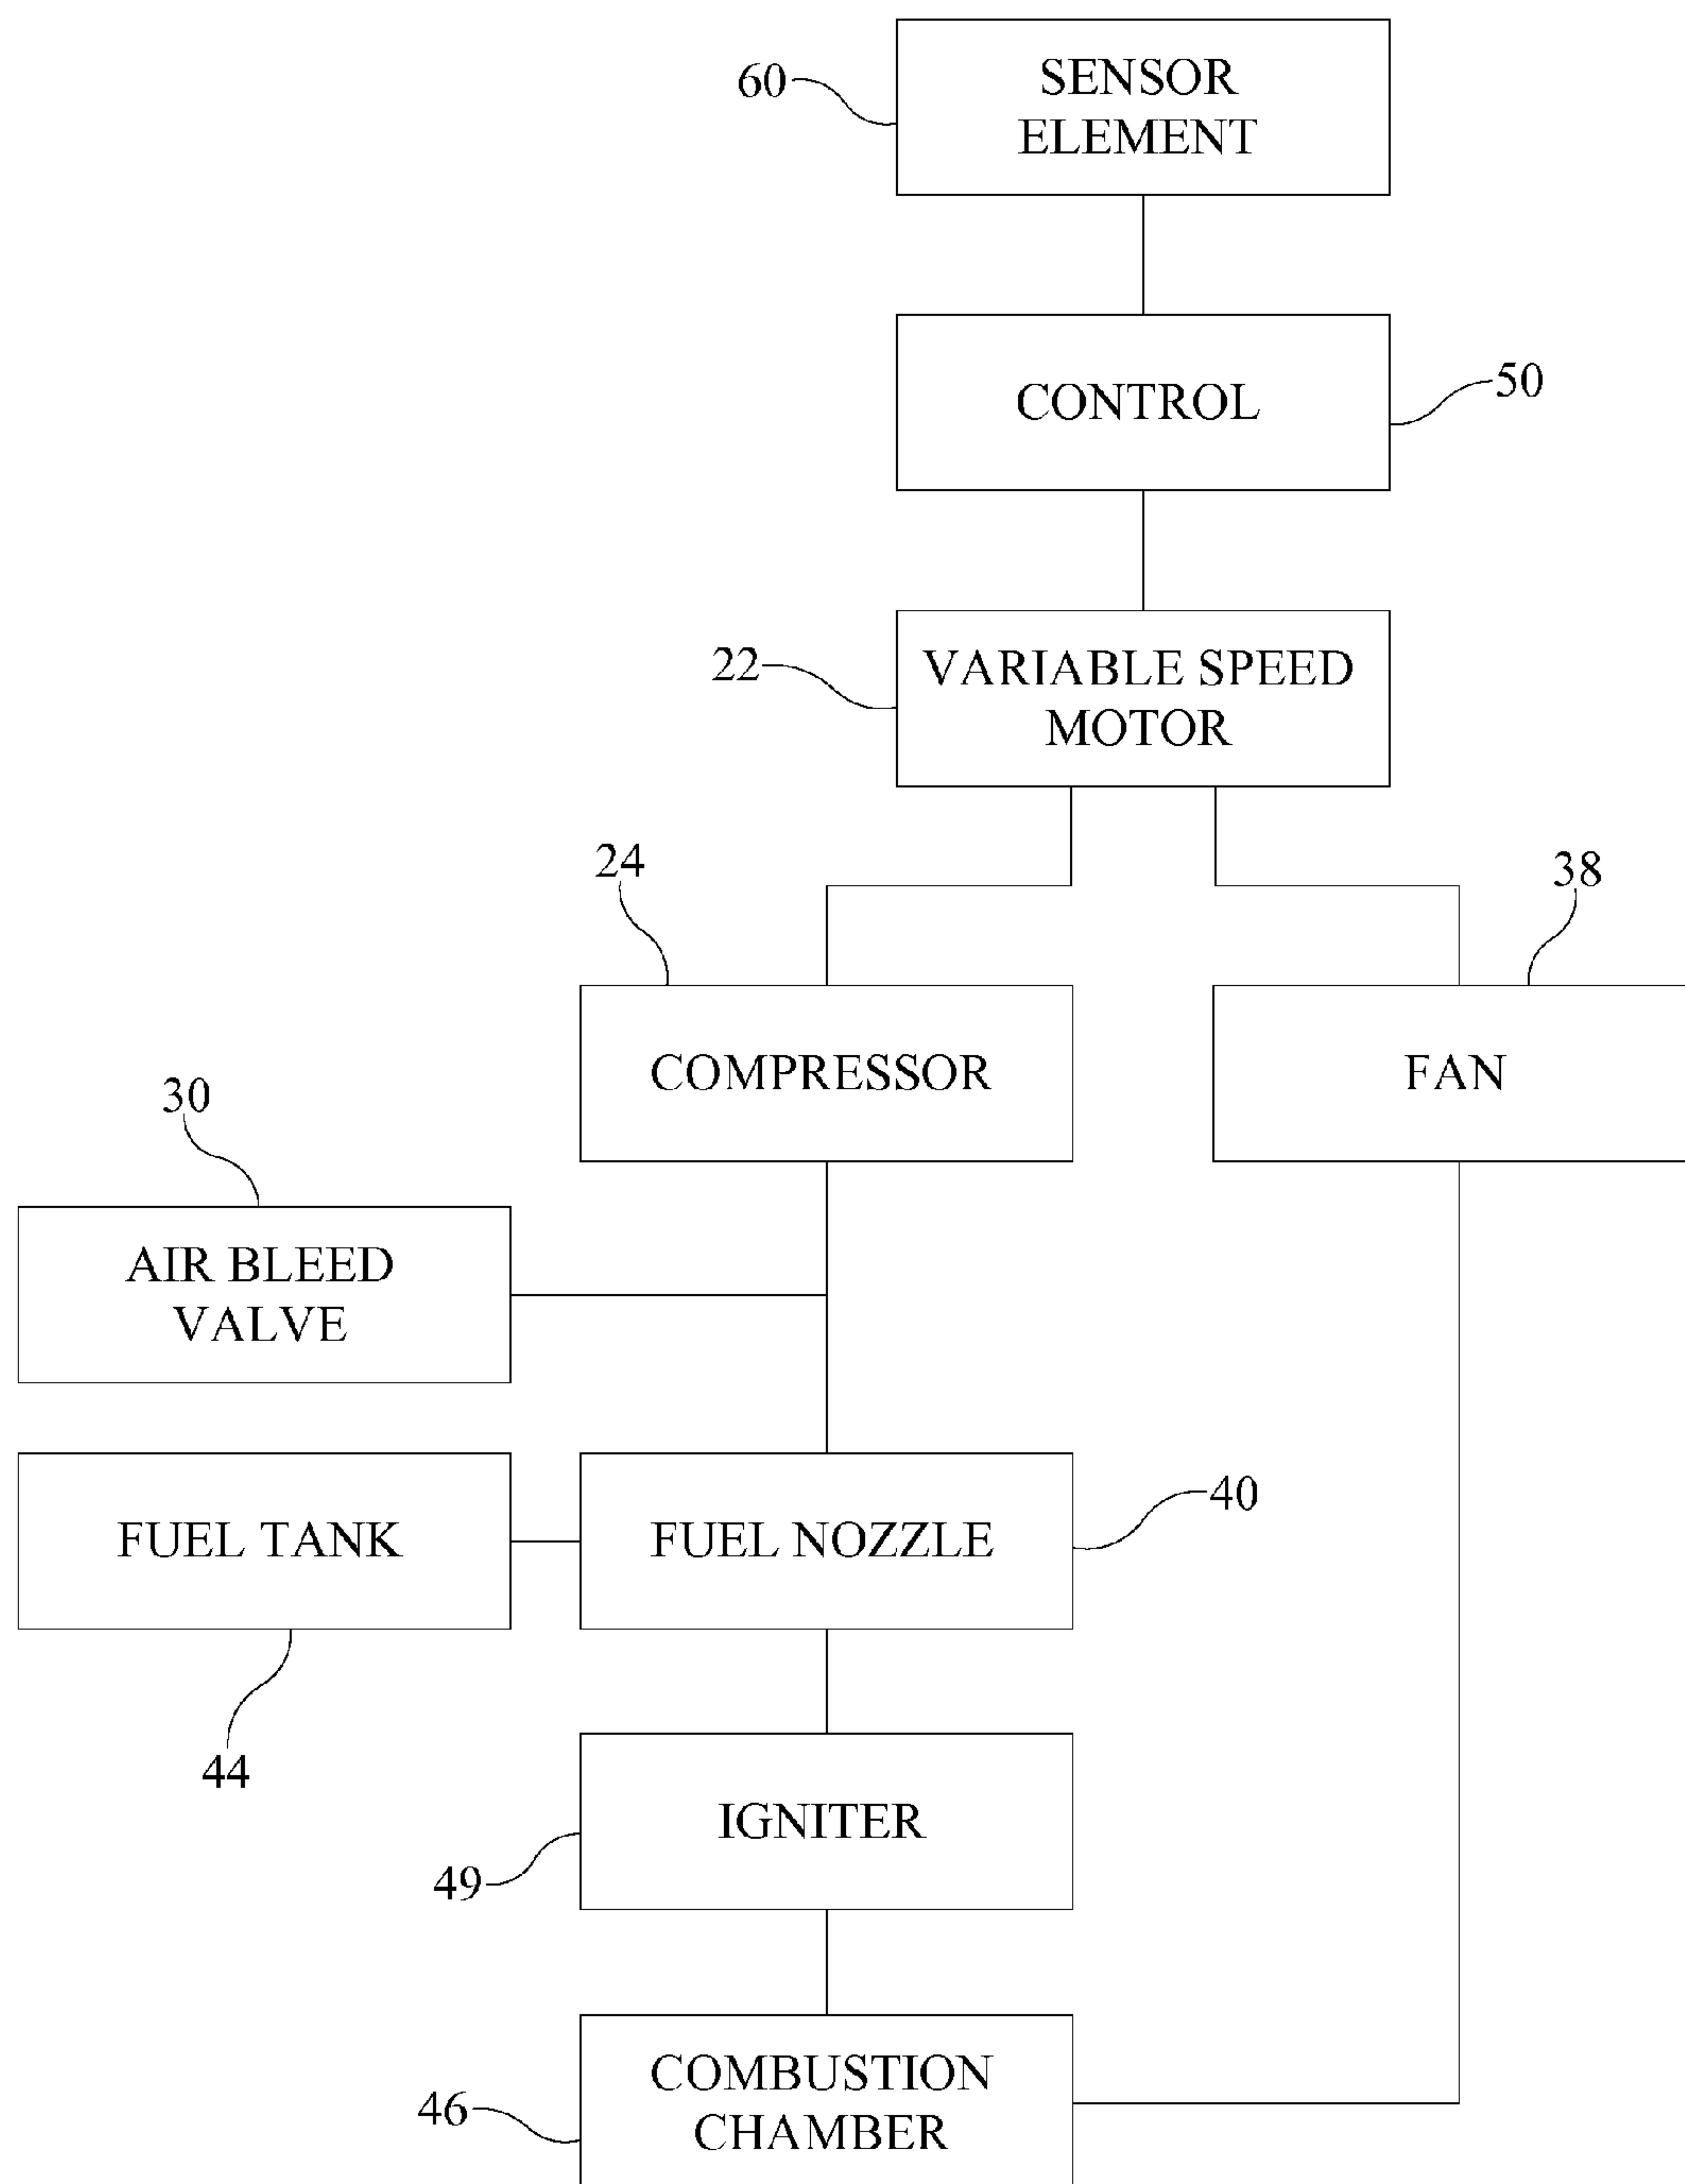 60
SENSOR
ELEMENT
CONTROL
50
22
VARIABLE SPEED
MOTOR
24
38
COMPRESSOR
FAN
30
AIR BLEED
VALVE
40
FUEL TANK
FUEL NOZZLE
44
IGNITER
49
COMBUSTION
CHAMBER
46